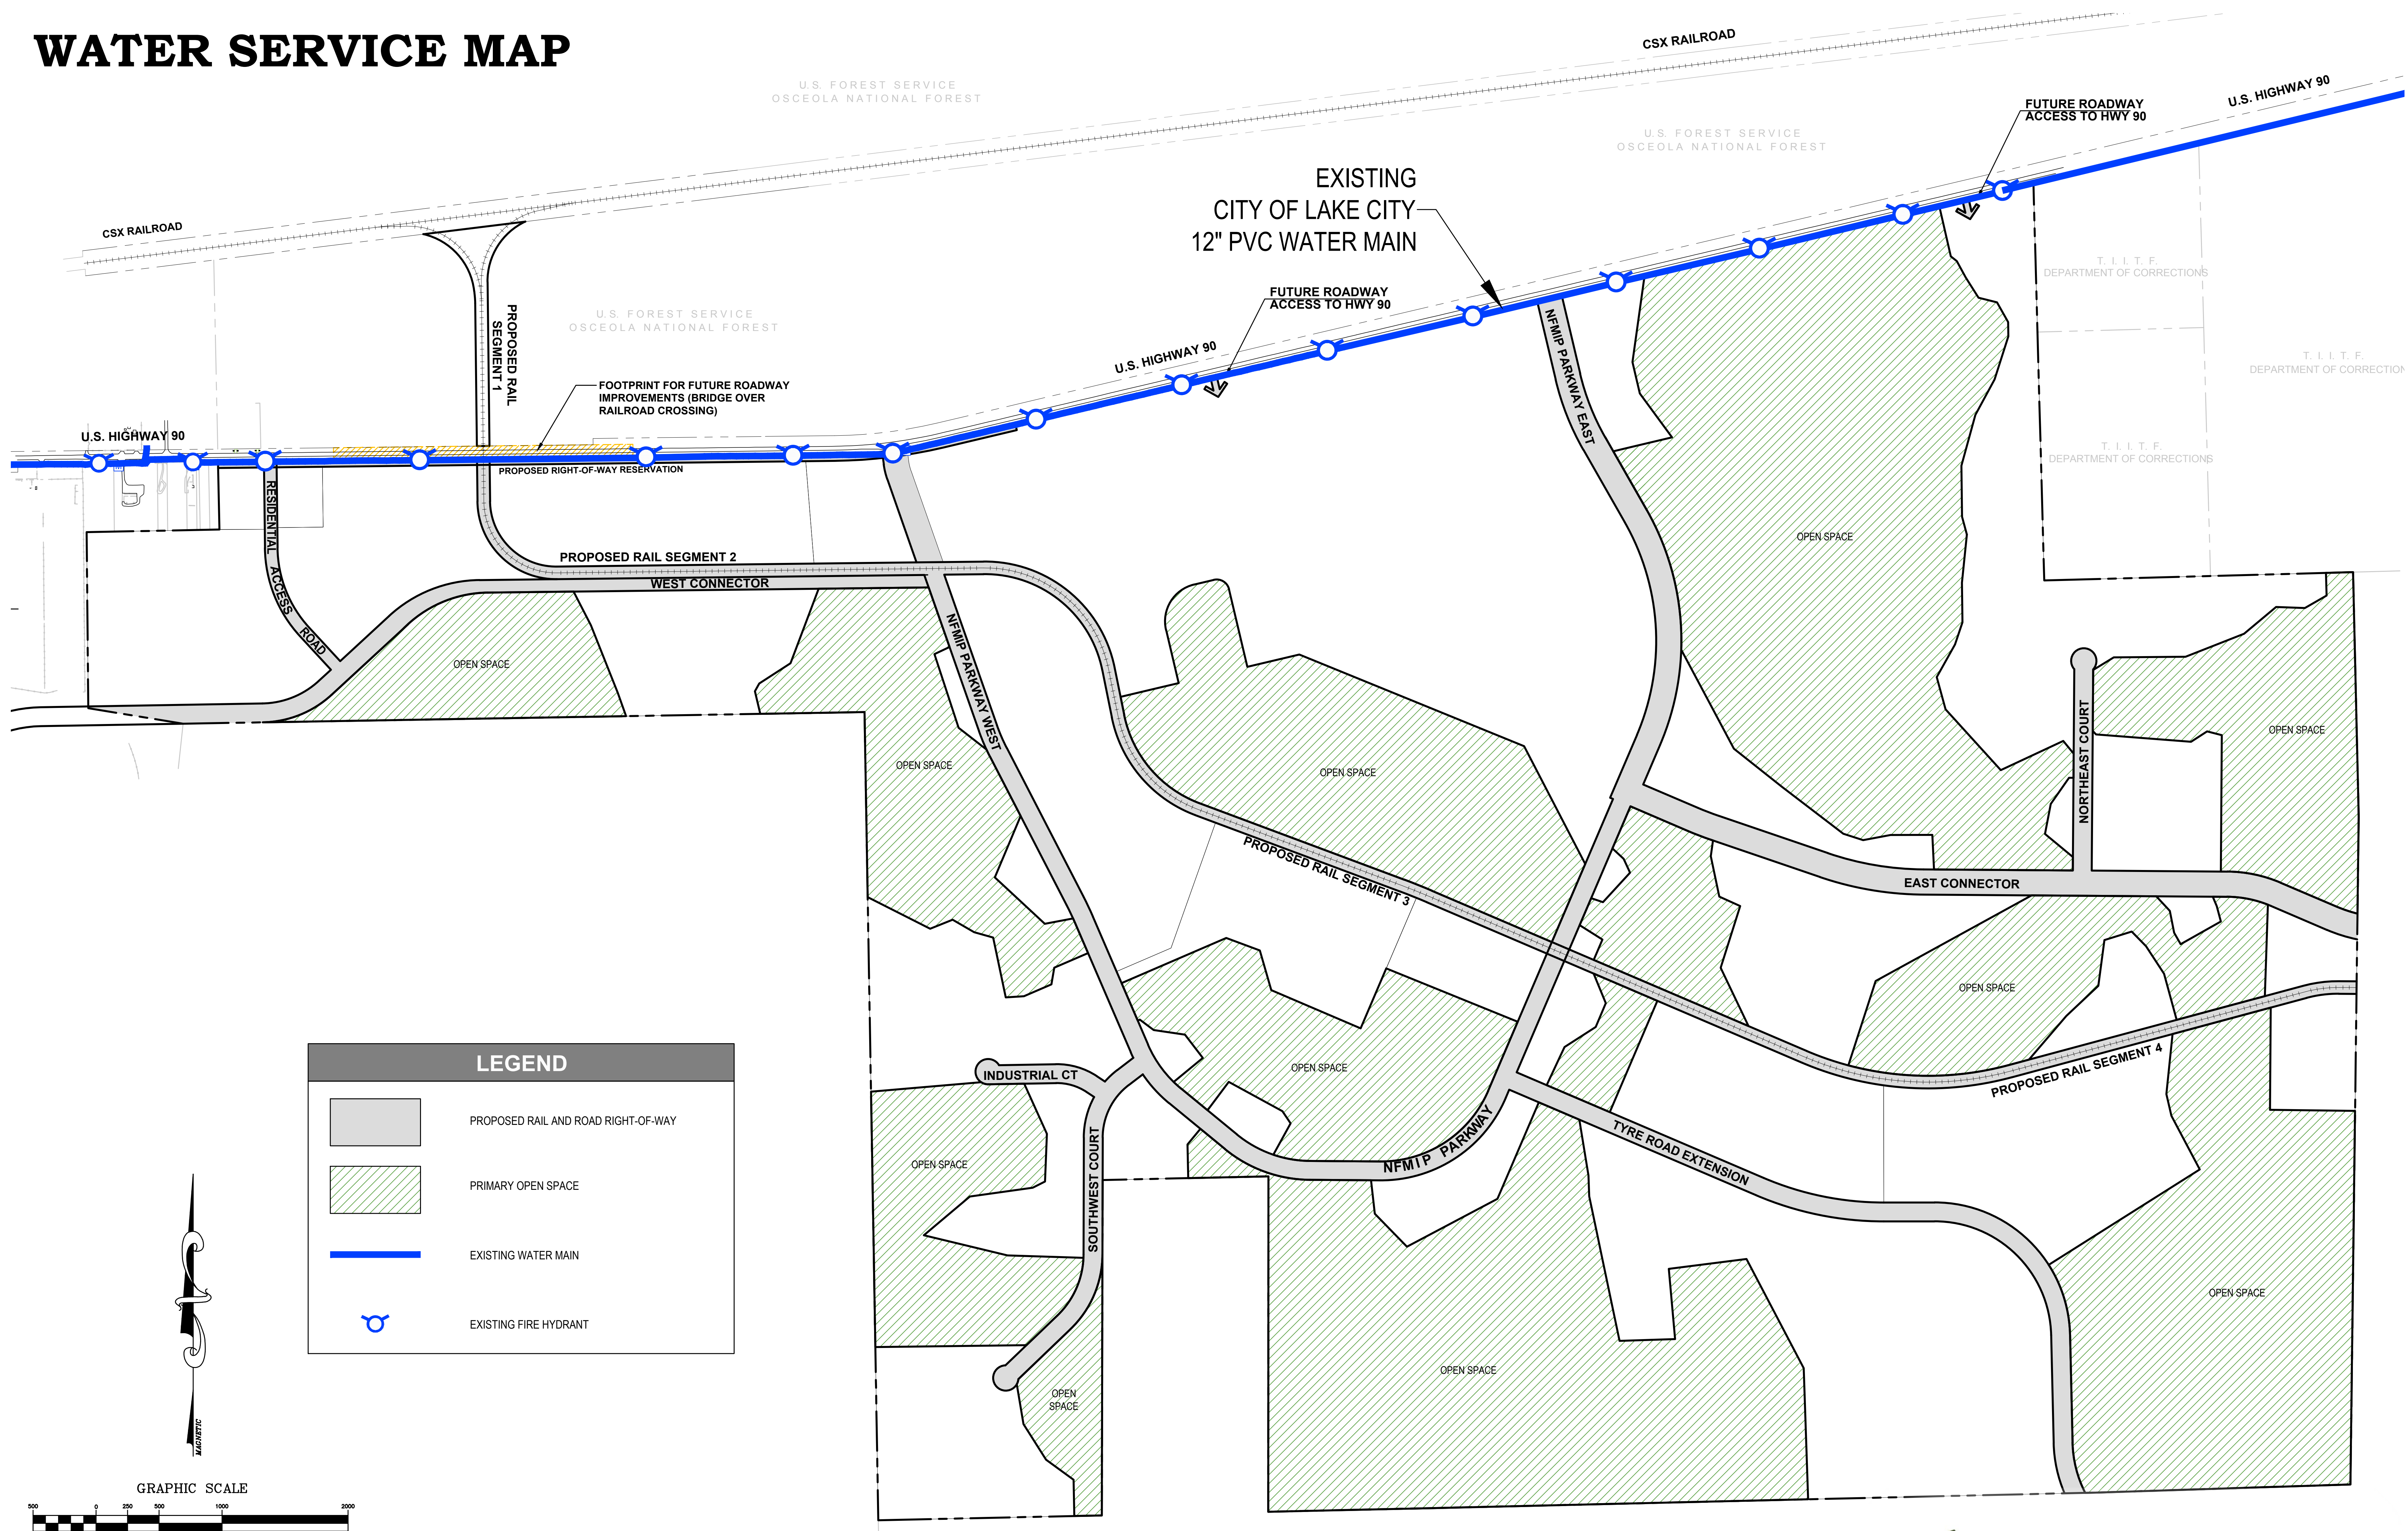 WATER SERVICE MAP
CSX RAILROAD
U.S. FOREST SERVICE
OSCEOLA NATIONAL FOREST
U.S. HIGHWAY 90
FUTURE ROADWAY
ACCESS TO HWY 90
U.S. FOREST SERVICE
OSCEOLA NATIONAL FOREST
EXISTING
CITY OF LAKE CITY
12" PVC WATER MAIN
CSX RAILROAD
T. I. I. T. F.
DEPARTMENT OF CORRECTIONS
FUTURE ROADWAY
ACCESS TO HWY 90
PROPOSED RAIL
SEGMENT 1
U.S. FOREST SERVICE
OSCEOLA NATIONAL FOREST
NFMIP PARKWAY EAST
U.S. HIGHWAY 90
T. I. I. T. F.
DEPARTMENT OF CORRECTION
FOOTPRINT FOR FUTURE ROADWAY
IMPROVEMENTS (BRIDGE OVER
RAILROAD CROSSING)
U.S. HIGHWAY 90
T. I. I. T. F.
DEPARTMENT OF CORRECTIONS
PROPOSED RIGHT-OF-WAY RESERVATION
RESIDENTIAL ACCESS ROAD
OPEN SPACE
PROPOSED RAIL SEGMENT 2
WEST CONNECTOR
OPEN SPACE
NFMIP PARKWAY WEST
OPEN SPACE
OPEN SPACE
OPEN SPACE
NORTHEAST COURT
PROPOSED RAIL SEGMENT 3
EAST CONNECTOR
OPEN SPACE
LEGEND
PROPOSED RAIL AND ROAD RIGHT-OF-WAY
PRIMARY OPEN SPACE
EXISTING WATER MAIN
EXISTING FIRE HYDRANT
INDUSTRIAL CT
OPEN SPACE
PROPOSED RAIL SEGMENT 4
NFMIP PARKWAY
TYRE ROAD EXTENSION
OPEN SPACE
SOUTHWEST COURT
OPEN SPACE
OPEN SPACE
OPEN
SPACE
MAGNETIC
GRAPHIC SCALE
500 0 250 500 1000 2000